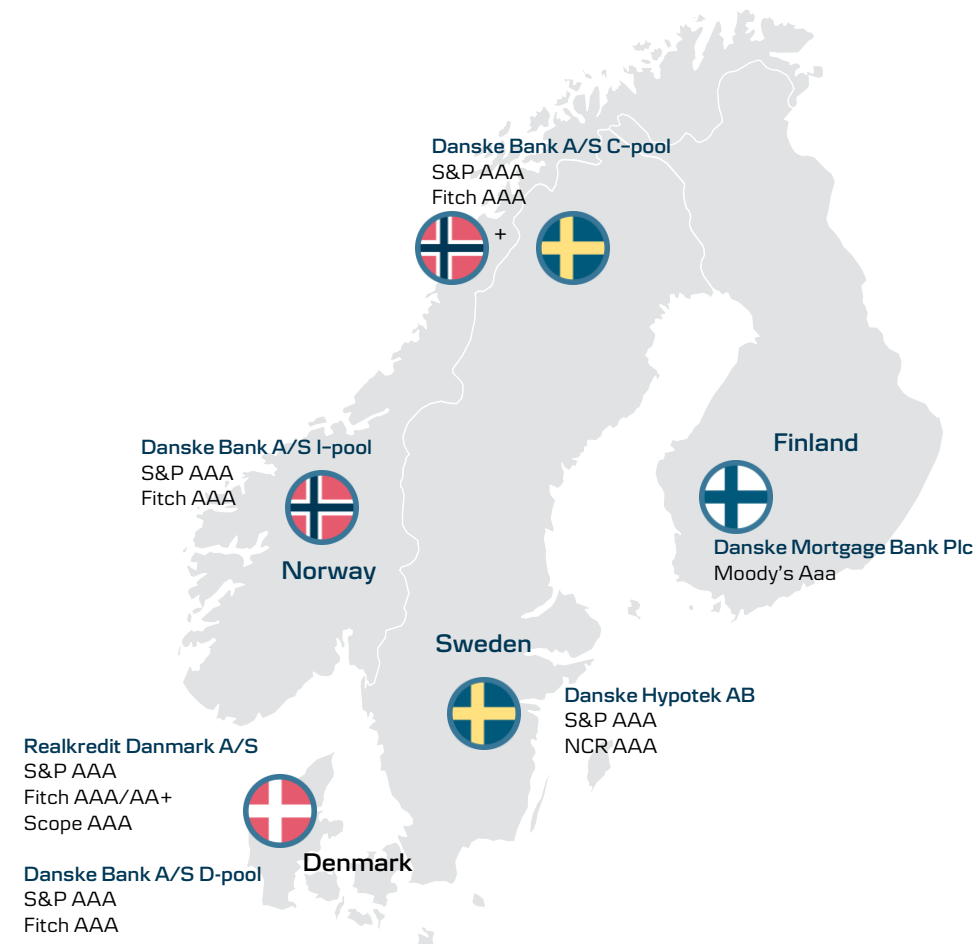 Danske Bank A/S C-pool
S&P AAA
Fitch AAA
+
Danske Bank A/S I-pool
S&P AAA
Fitch AAA
Norway
Finland
Danske Mortgage Bank Plc
Moody's Aaa
Sweden
Danske Hypotek AB
S&P AAA
NCR AAA
Realkredit Danmark A/S
S&P AAA
Fitch AAA/AA+
Scope AAA
Denmark
Danske Bank A/S D-pool
S&P AAA
Fitch AAA